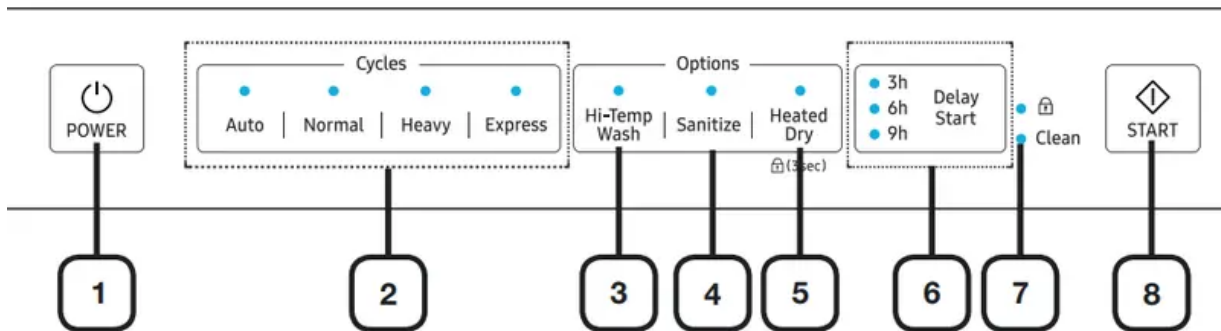 Cycles
Options
POWER
Auto | Normal | Heavy | Express
Hi-Temp
Wash
Sanitize
Heated
Dry
(3sec)
3h
6h
9h
Delay
Start
Clean
START
1 2 3 4 5 6 7 8